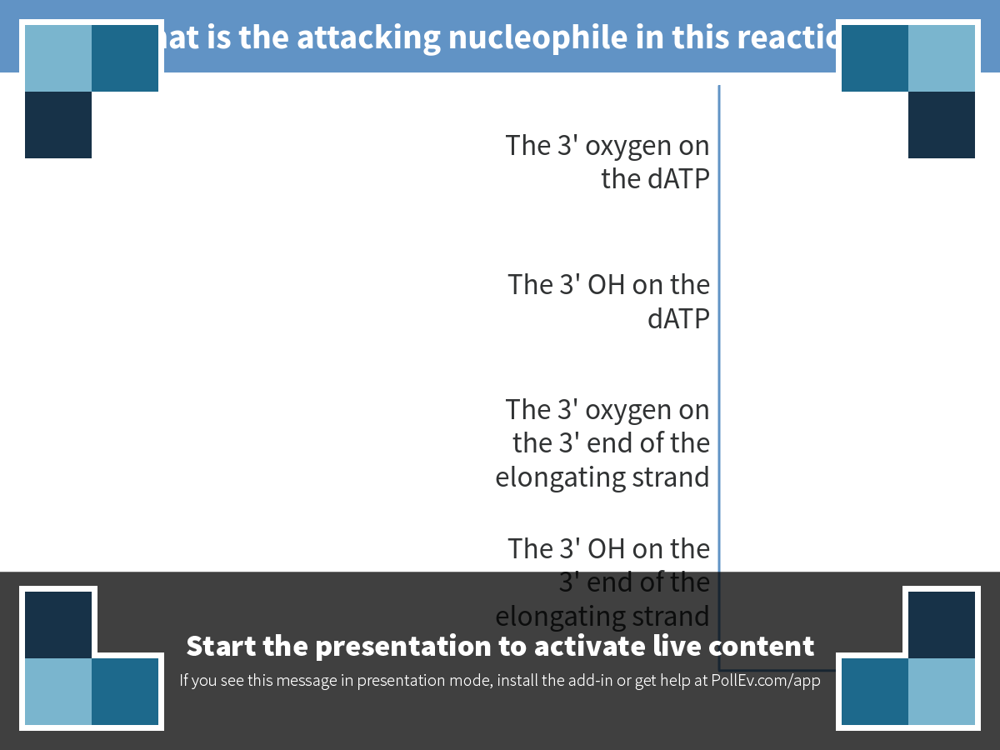 is the attacking nucleophile in this
The 3' oxygen on
the dATP
The 3' OH on the
dATP
The 3' oxygen on
the 3' end of the
elongating strand
The 3' OH on the
3' end of the
elongating strand
Start the presentation to activate live content
If you see this message in presentation mode, install the add-in or get help at PollEv.com/app